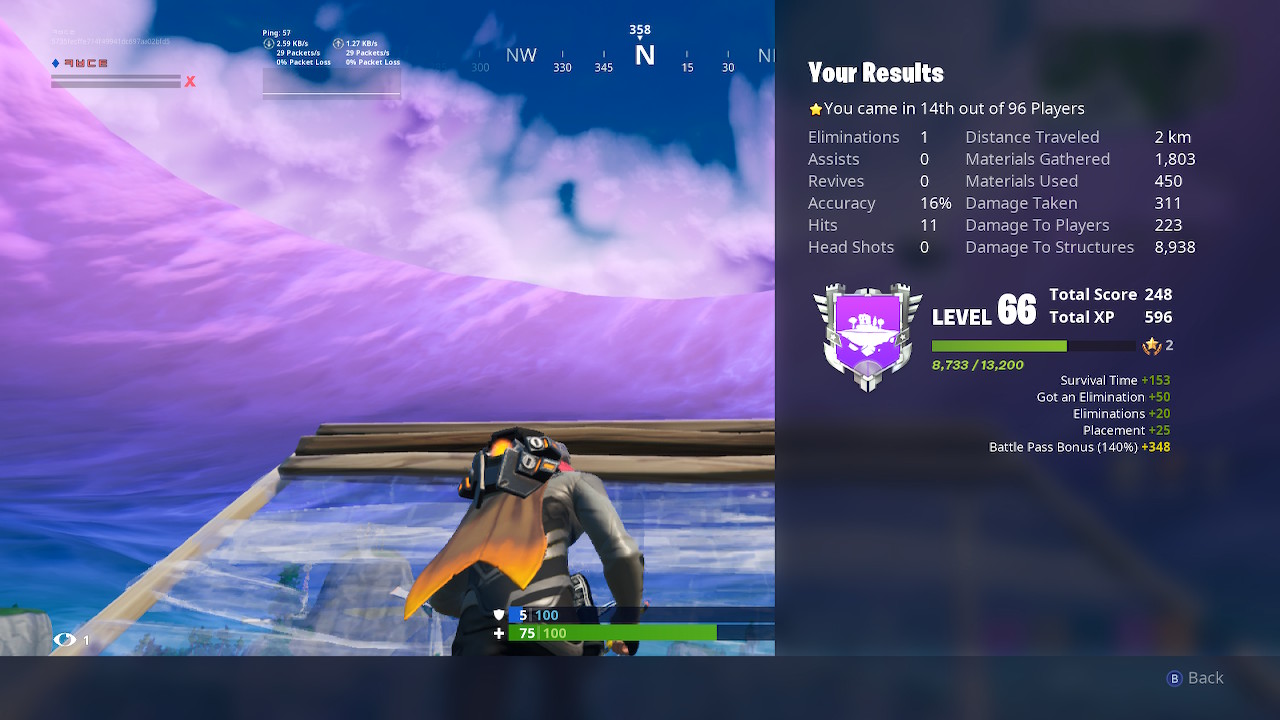 Ping: 57
2.59 KB/s 1.27 KB/s
29 Packets/s 29 Packets/s
0% Packet Loss 0% Packet Loss
358
300 NW 330 345 N 15 30
X
5 | 100
75 | 100
1
Your Results
You came in 14th out of 96 Players
Eliminations 1 Distance Traveled 2 km
Assists 0 Materials Gathered 1,803
Revives 0 Materials Used 450
Accuracy 16% Damage Taken 311
Hits 11 Damage To Players 223
Head Shots 0 Damage To Structures 8,938
LEVEL 66
Total Score 248
Total XP 596
2
8,733 / 13,200
Survival Time +153
Got an Elimination +50
Eliminations +20
Placement +25
Battle Pass Bonus (140%) +348
B Back